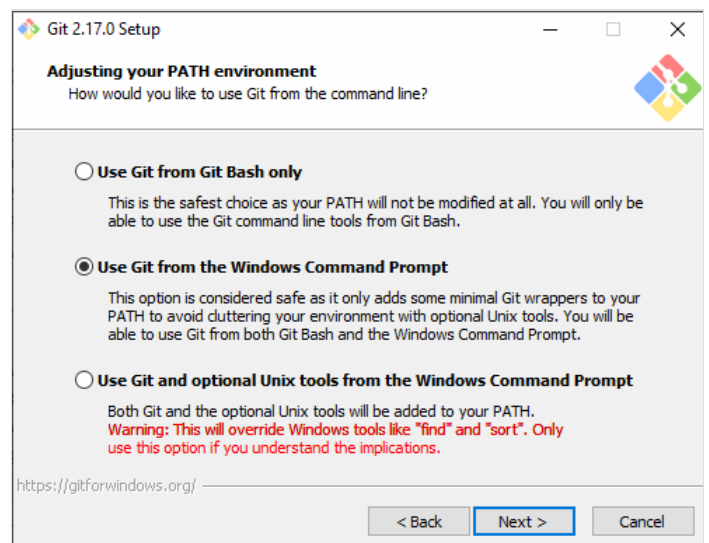 Git 2.17.0 Setup
Adjusting your PATH environment
How would you like to use Git from the command line?
Use Git from Git Bash only
This is the safest choice as your PATH will not be modified at all. You will only be
able to use the Git command line tools from Git Bash.
Use Git from the Windows Command Prompt
This option is considered safe as it only adds some minimal Git wrappers to your
PATH to avoid cluttering your environment with optional Unix tools. You will be
able to use Git from both Git Bash and the Windows Command Prompt.
Use Git and optional Unix tools from the Windows Command Prompt
Both Git and the optional Unix tools will be added to your PATH.
Warning: This will override Windows tools like "find" and "sort". Only
use this option if you understand the implications.
https://gitforwindows.org/
< Back Next > Cancel